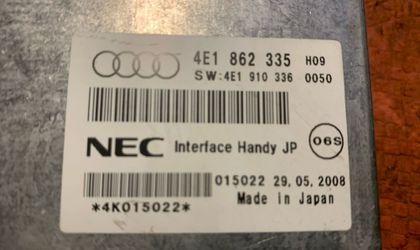 4E1 862 335 H09
SW:4E1 910 336 0050
NEC Interface Handy JP 06S
015022 29,05,2008
*4K015022* Made in Japan